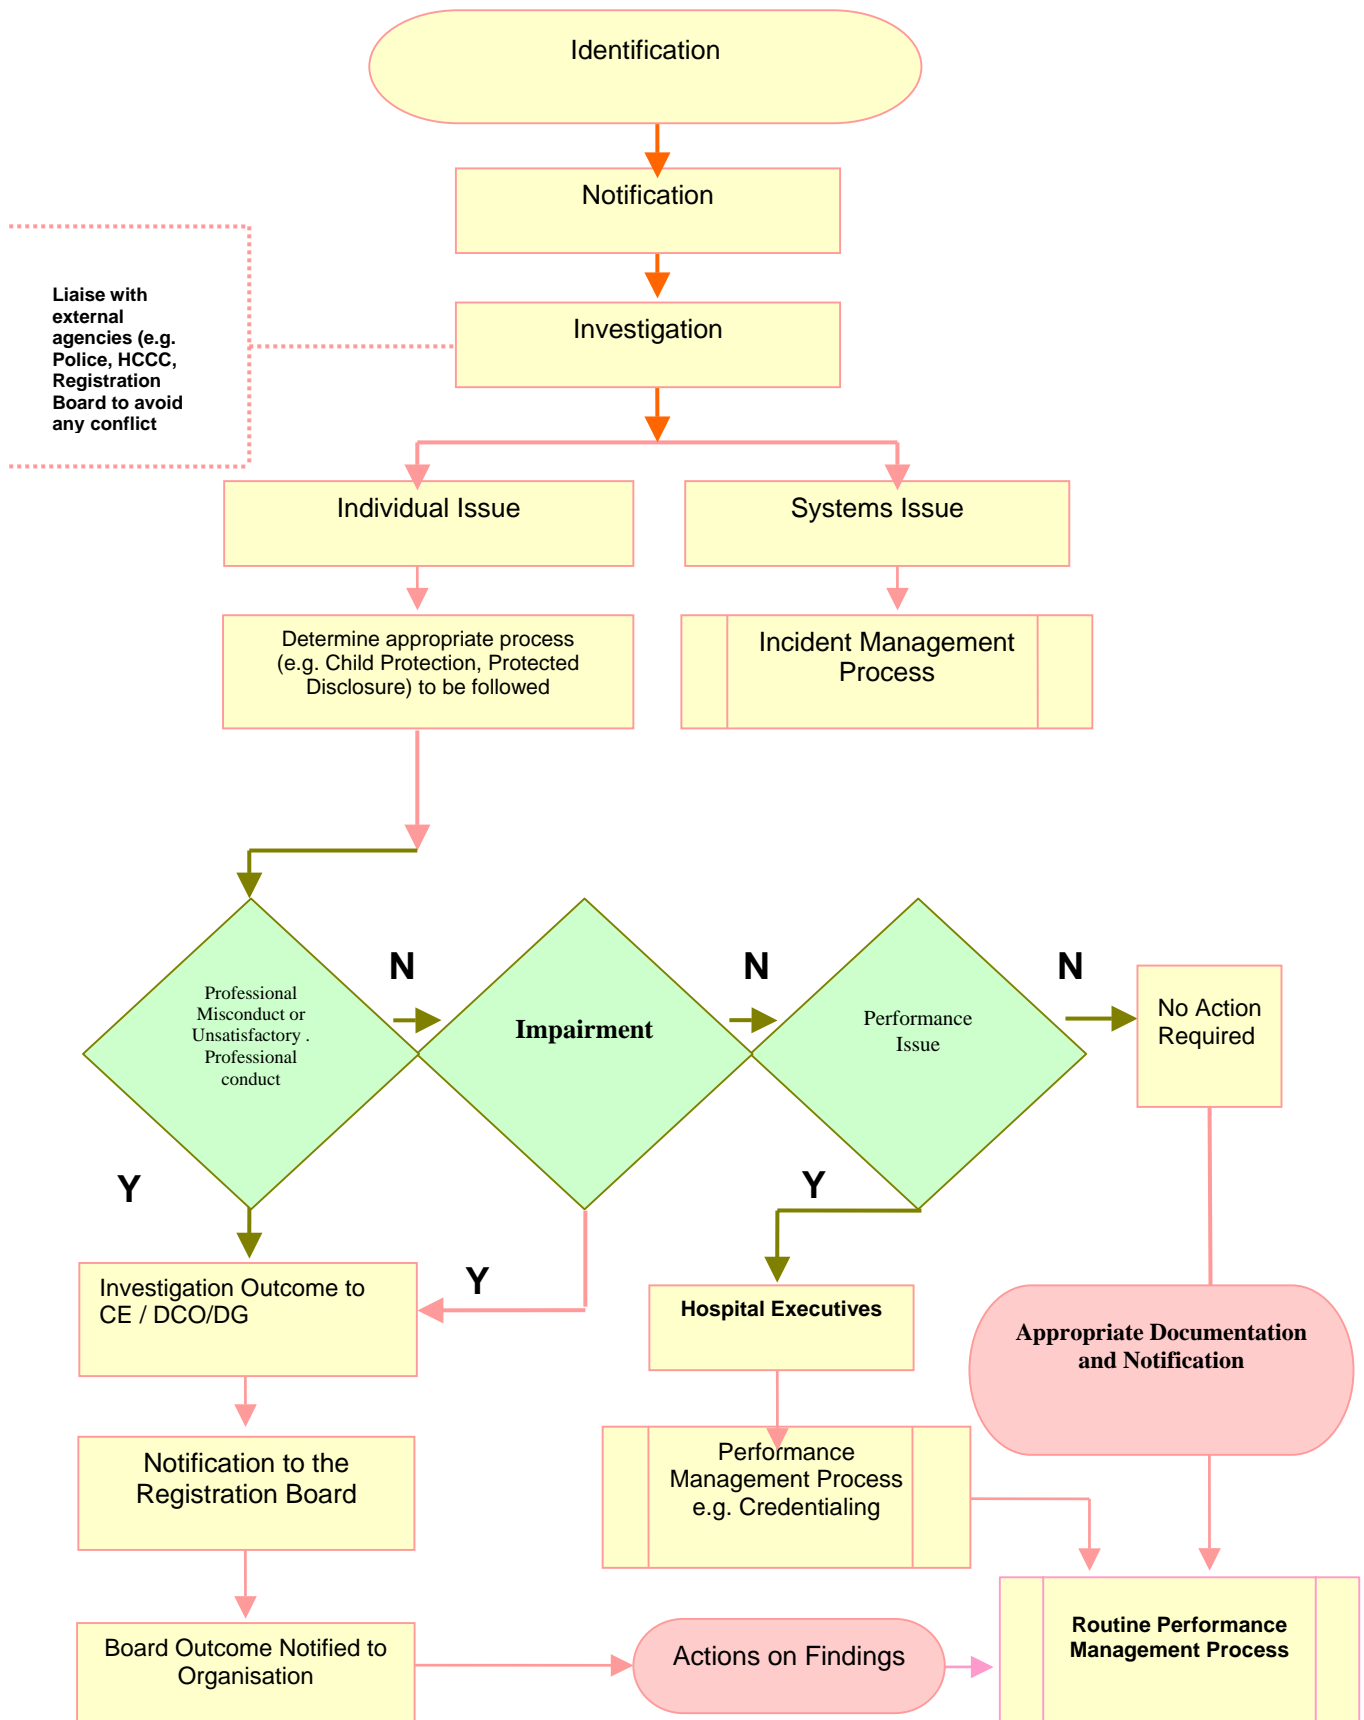 Identification
Notification
Liaise with
external
agencies (e.g.
Police, HCCC,
Registration
Board to avoid
any conflict
Investigation
Individual Issue
Systems Issue
Determine appropriate process
(e.g. Child Protection, Protected
Disclosure) to be followed
Incident Management
Process
Professional
Misconduct or
Unsatisfactory .
Professional
conduct
N
Impairment
N
Performance
Issue
N
No Action
Required
Y
Y
Y
Investigation Outcome to
CE / DCO/DG
Hospital Executives
Appropriate Documentation
and Notification
Notification to the
Registration Board
Performance
Management Process
e.g. Credentialing
Board Outcome Notified to
Organisation
Actions on Findings
Routine Performance
Management Process